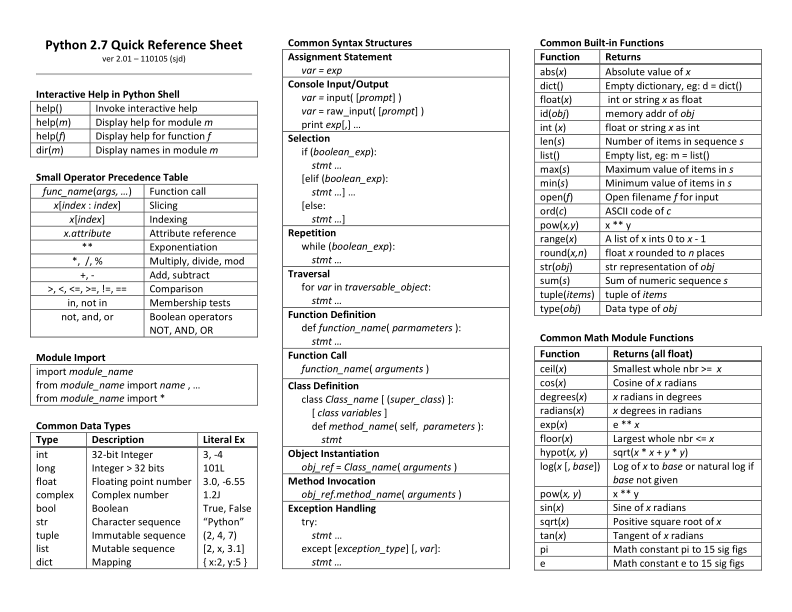 Python 2.7 Quick Reference Sheet
ver 2.01 – 110105 (sjd)
Interactive Help in Python Shell
help() Invoke interactive help
help(m) Display help for module m
help(f) Display help for function f
dir(m) Display names in module m
Small Operator Precedence Table
func_name(args, …) Function call
x[index : index] Slicing
x[index] Indexing
x.attribute Attribute reference
** Exponentiation
*, /, % Multiply, divide, mod
+, - Add, subtract
>, <, <=, >=, !=, == Comparison
in, not in Membership tests
not, and, or Boolean operators
NOT, AND, OR
Module Import
import module_name
from module_name import name , …
from module_name import *
Common Data Types
Type Description Literal Ex
int 32-bit Integer 3, -4
long Integer > 32 bits 101L
float Floating point number 3.0, -6.55
complex Complex number 1.2J
bool Boolean True, False
str Character sequence “Python”
tuple Immutable sequence (2, 4, 7)
list Mutable sequence [2, x, 3.1]
dict Mapping { x:2, y:5 }
Common Syntax Structures
Assignment Statement
var = exp
Console Input/Output
var = input( [prompt] )
var = raw_input( [prompt] )
print exp[,] …
Selection
if (boolean_exp):
stmt …
[elif (boolean_exp):
stmt …] …
[else:
stmt …]
Repetition
while (boolean_exp):
stmt …
Traversal
for var in traversable_object:
stmt …
Function Definition
def function_name( parmameters ):
stmt …
Function Call
function_name( arguments )
Class Definition
class Class_name [ (super_class) ]:
[ class variables ]
def method_name( self, parameters ):
stmt
Object Instantiation
obj_ref = Class_name( arguments )
Method Invocation
obj_ref.method_name( arguments )
Exception Handling
try:
stmt …
except [exception_type] [, var]:
stmt …
Common Built-in Functions
Function Returns
abs(x) Absolute value of x
dict() Empty dictionary, eg: d = dict()
float(x) int or string x as float
id(obj) memory addr of obj
int (x) float or string x as int
len(s) Number of items in sequence s
list() Empty list, eg: m = list()
max(s) Maximum value of items in s
min(s) Minimum value of items in s
open(f) Open filename f for input
ord(c) ASCII code of c
pow(x,y) x ** y
range(x) A list of x ints 0 to x - 1
round(x,n) float x rounded to n places
str(obj) str representation of obj
sum(s) Sum of numeric sequence s
tuple(items) tuple of items
type(obj) Data type of obj
Common Math Module Functions
Function Returns (all float)
ceil(x) Smallest whole nbr >= x
cos(x) Cosine of x radians
degrees(x) x radians in degrees
radians(x) x degrees in radians
exp(x) e ** x
floor(x) Largest whole nbr <= x
hypot(x, y) sqrt(x * x + y * y)
log(x [, base]) Log of x to base or natural log if
base not given
pow(x, y) x ** y
sin(x) Sine of x radians
sqrt(x) Positive square root of x
tan(x) Tangent of x radians
pi Math constant pi to 15 sig figs
e Math constant e to 15 sig figs